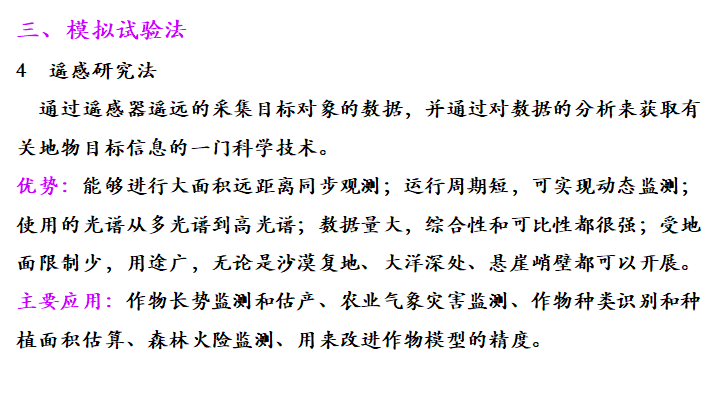 三、模拟试验法
4 遥感研究法
通过遥感器遥远的采集目标对象的数据，并通过对数据的分析来获取有
关地物目标信息的一门科学技术。
优势：能够进行大面积远距离同步观测；运行周期短，可实现动态监测；
使用的光谱从多光谱到高光谱；数据量大，综合性和可比性都很强；受地
面限制少，用途广，无论是沙漠复地、大洋深处、悬崖峭壁都可以开展。
主要应用：作物长势监测和估产、农业气象灾害监测、作物种类识别和种
植面积估算、森林火险监测、用来改进作物模型的精度。